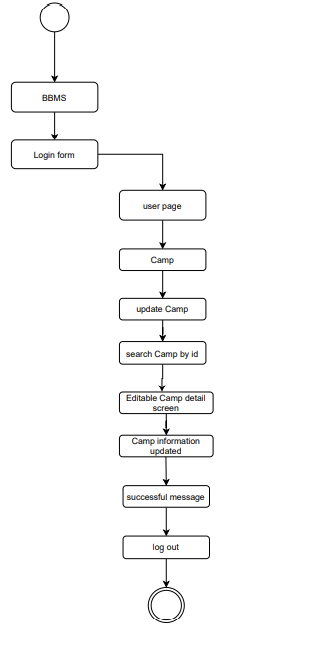 BBMS
Login form
user page
Camp
update Camp
search Camp by id
Editable Camp detail
screen
Camp information
updated
successful message
log out